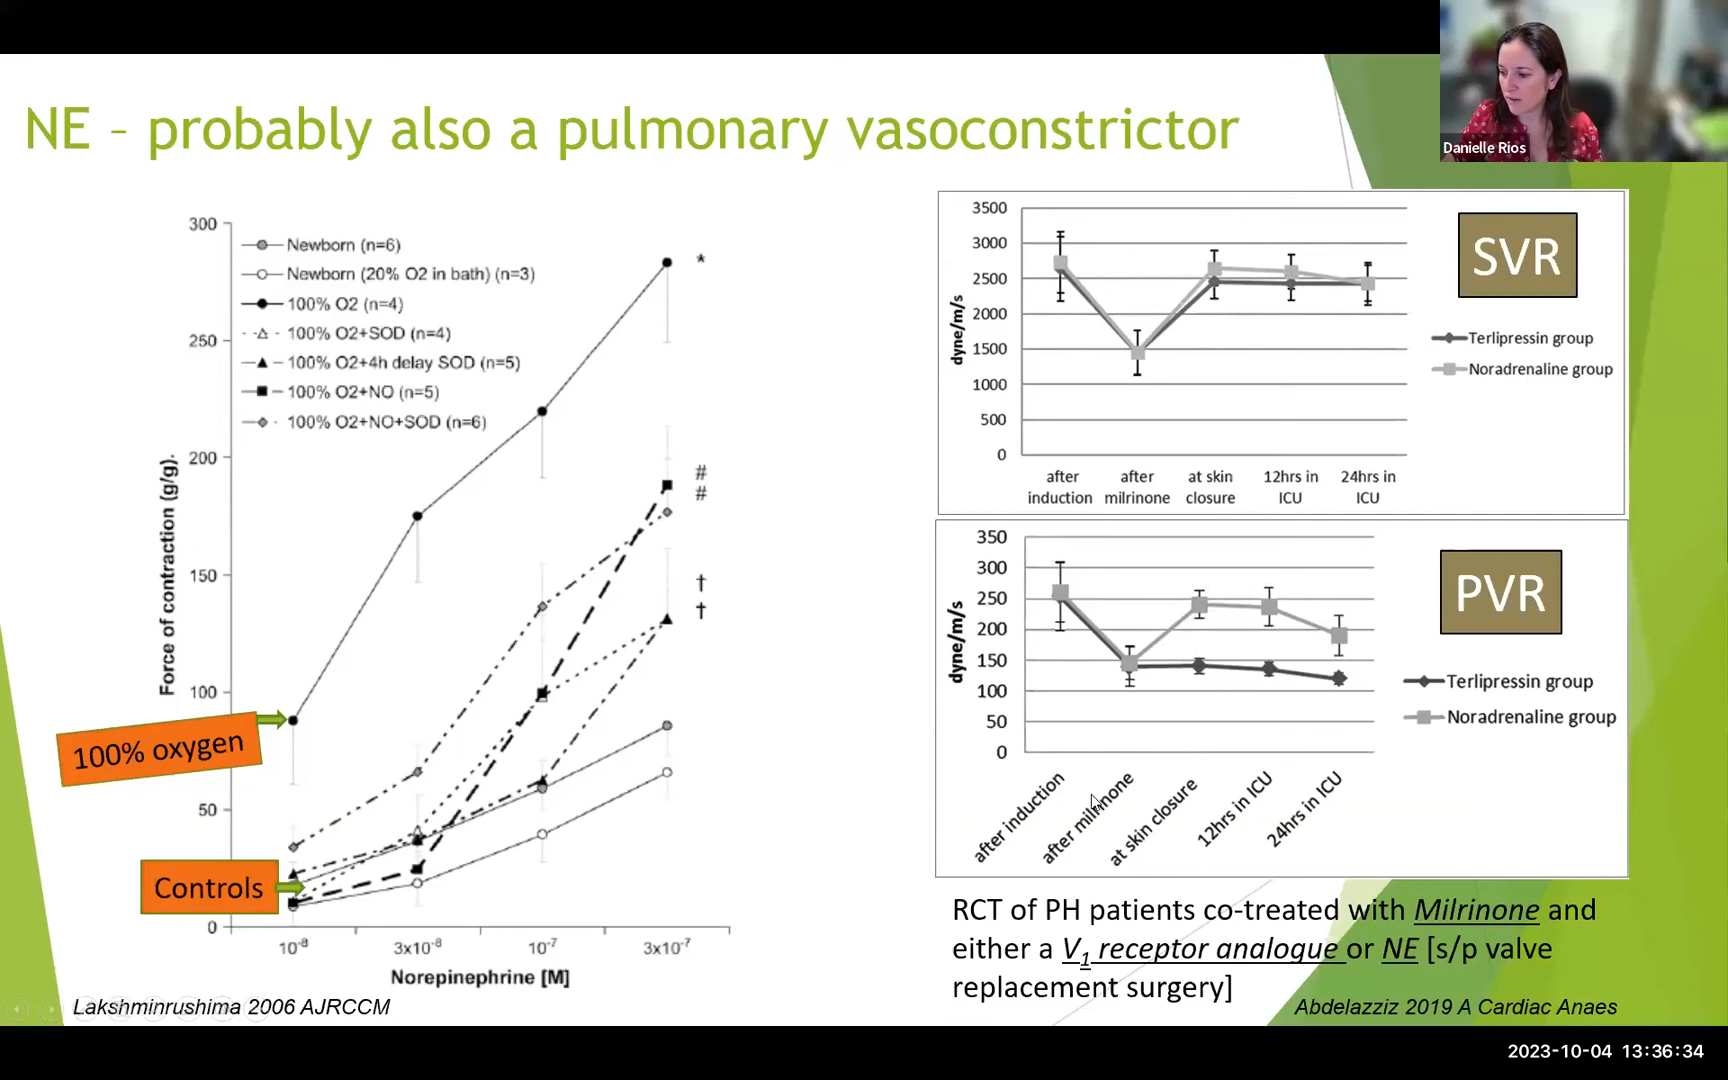 NE – probably also a pulmonary vasoconstrictor
Danielle Rios
300
250
200
150
100
50
0
Force of contraction (g/g).
Newborn (n=6)
Newborn (20% O2 in bath) (n=3)
100% O2 (n=4)
100% O2+SOD (n=4)
100% O2+4h delay SOD (n=5)
100% O2+NO (n=5)
100% O2+NO+SOD (n=6)
*
#
#
†
†
100% oxygen
Controls
10-8
3x10-8
10-7
3x10-7
Norepinephrine [M]
Lakshminrushima 2006 AJRCCM
3500
3000
2500
2000
1500
1000
500
0
dyne/m/s
after induction
after milrinone
at skin closure
12hrs in ICU
24hrs in ICU
SVR
Terlipressin group
Noradrenaline group
350
300
250
200
150
100
50
0
dyne/m/s
after induction
after milrinone
at skin closure
12hrs in ICU
24hrs in ICU
PVR
Terlipressin group
Noradrenaline group
RCT of PH patients co-treated with Milrinone and
either a V1 receptor analogue or NE [s/p valve
replacement surgery]
Abdelazziz 2019 A Cardiac Anaes
2023-10-04 13:36:34